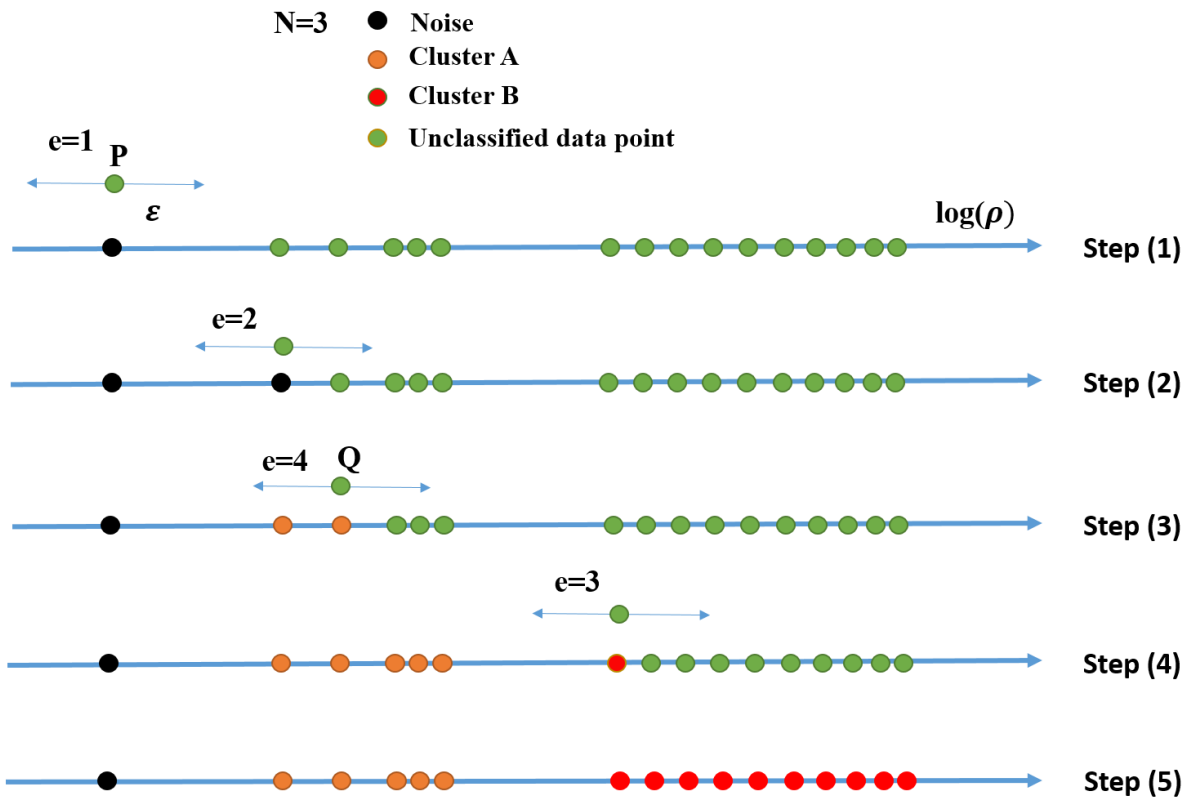 N=3
Noise
Cluster A
Cluster B
Unclassified data point
e=1
P
ε
log(ρ)
Step (1)
e=2
Step (2)
e=4
Q
Step (3)
e=3
Step (4)
Step (5)